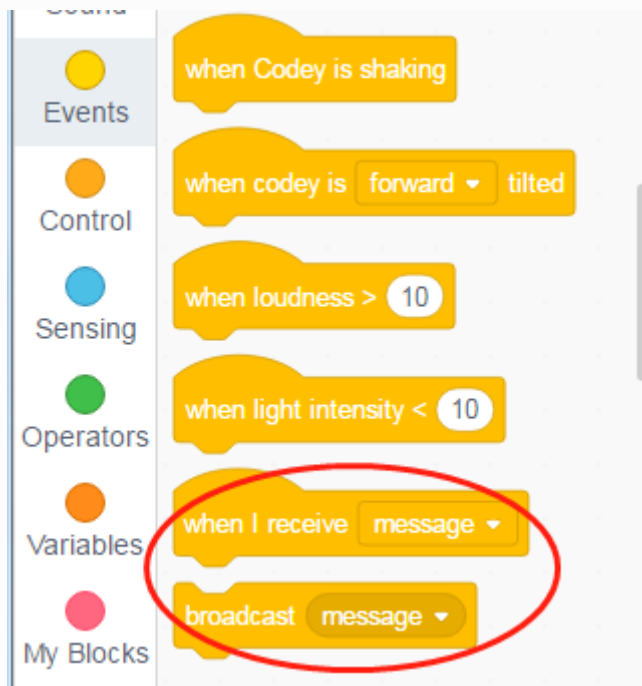 Sound
Events
Control
Sensing
Operators
Variables
My Blocks
when Codey is shaking
when codey is forward tilted
when loudness > 10
when light intensity < 10
when I receive message
broadcast message